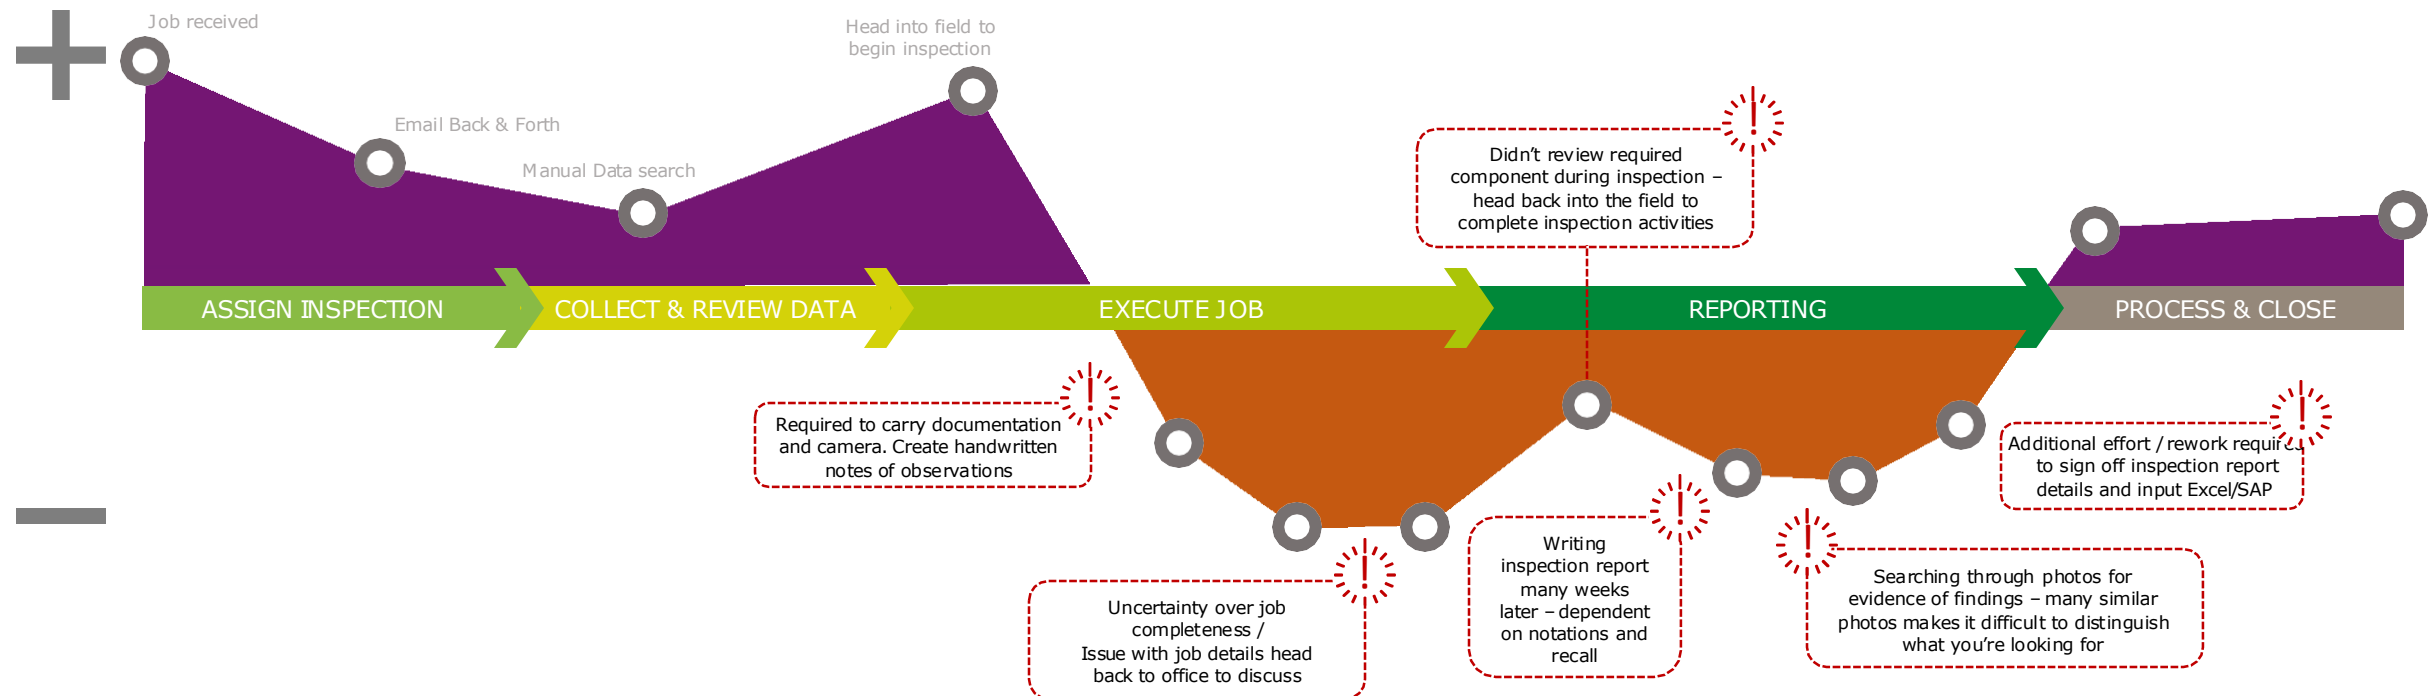 Job received
Head into field to
begin inspection
Email Back & Forth
Manual Data search
Didn't review required
component during inspection –
head back into the field to
complete inspection activities
ASSIGN INSPECTION
COLLECT & REVIEW DATA
EXECUTE JOB
REPORTING
PROCESS & CLOSE
Required to carry documentation
and camera. Create handwritten
notes of observations
Additional effort / rework required
to sign off inspection report
details and input Excel/SAP
Writing
inspection report
many weeks
later – dependent
on notations and
recall
Searching through photos for
evidence of findings – many similar
photos makes it difficult to distinguish
what you're looking for
Uncertainty over job
completeness /
Issue with job details head
back to office to discuss